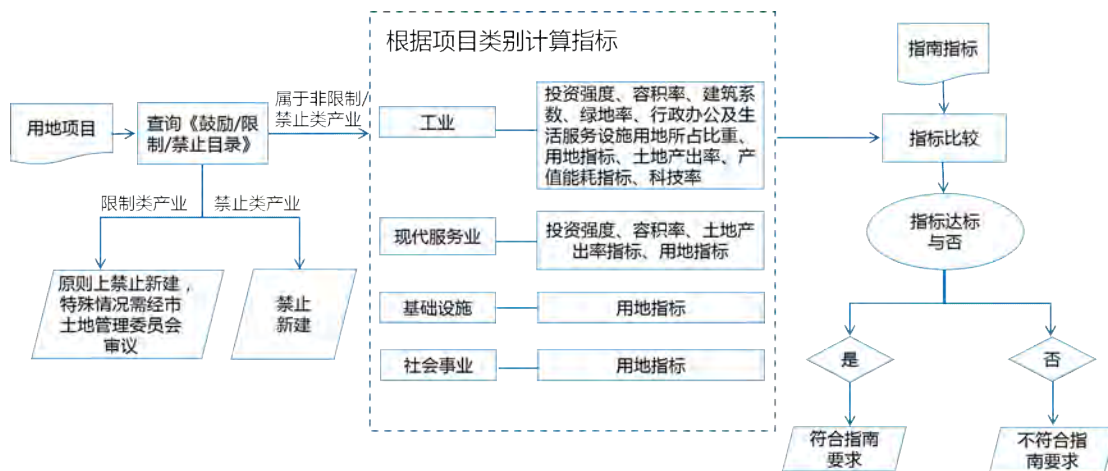 用地项目
查询《鼓励/限
制/禁止目录》
属于非限制/
禁止类产业
限制类产业
禁止类产业
原则上禁止新建，
特殊情况需经市
土地管理委员会
审议
禁止
新建
根据项目类别计算指标
工业
投资强度、容积率、建筑系
数、绿地率、行政办公及生
活服务设施用地所占比重、
用地指标、土地产出率、产
值能耗指标、科技率
现代服务业
投资强度、容积率、土地产
出率指标、用地指标
基础设施
用地指标
社会事业
用地指标
指南指标
指标比较
指标达标
与否
是
否
符合指南
要求
不符合指
南要求